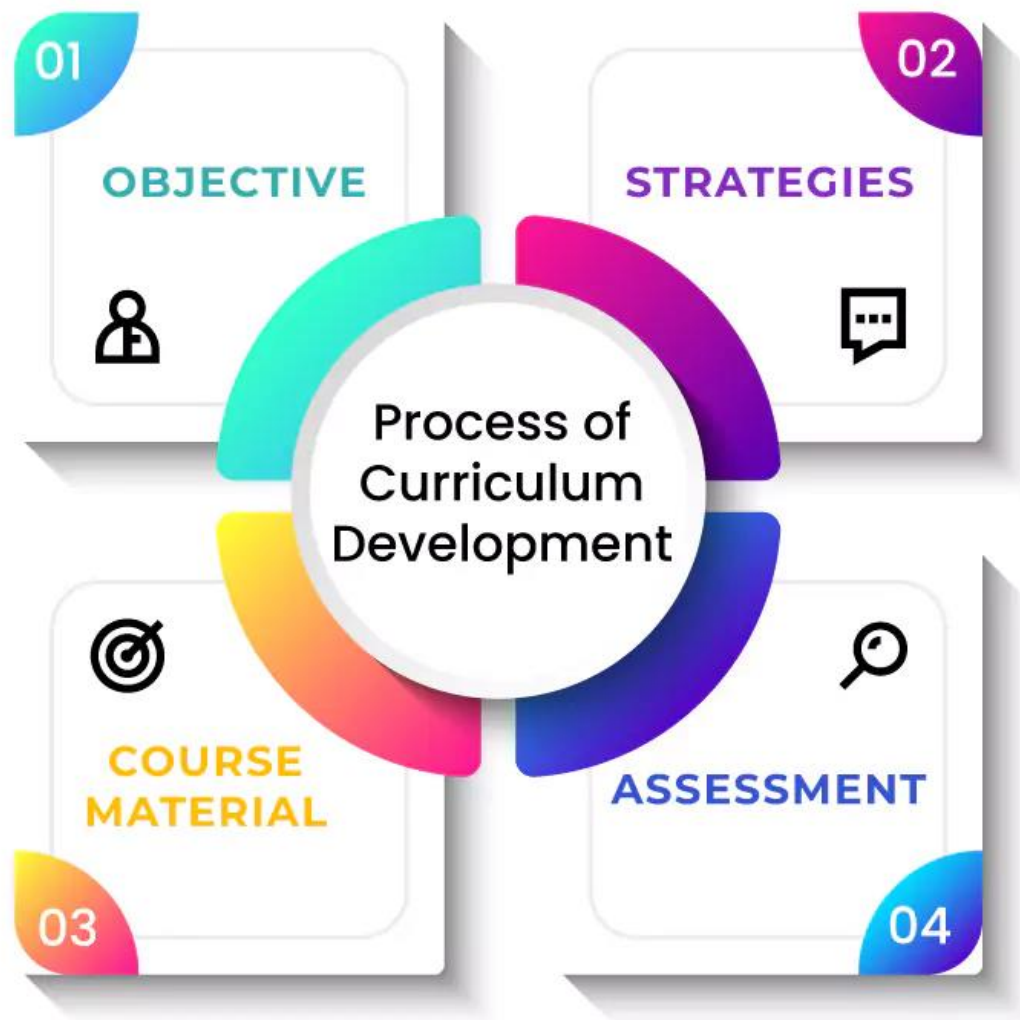 01
OBJECTIVE
02
STRATEGIES
Process of
Curriculum
Development
COURSE
MATERIAL
03
ASSESSMENT
04